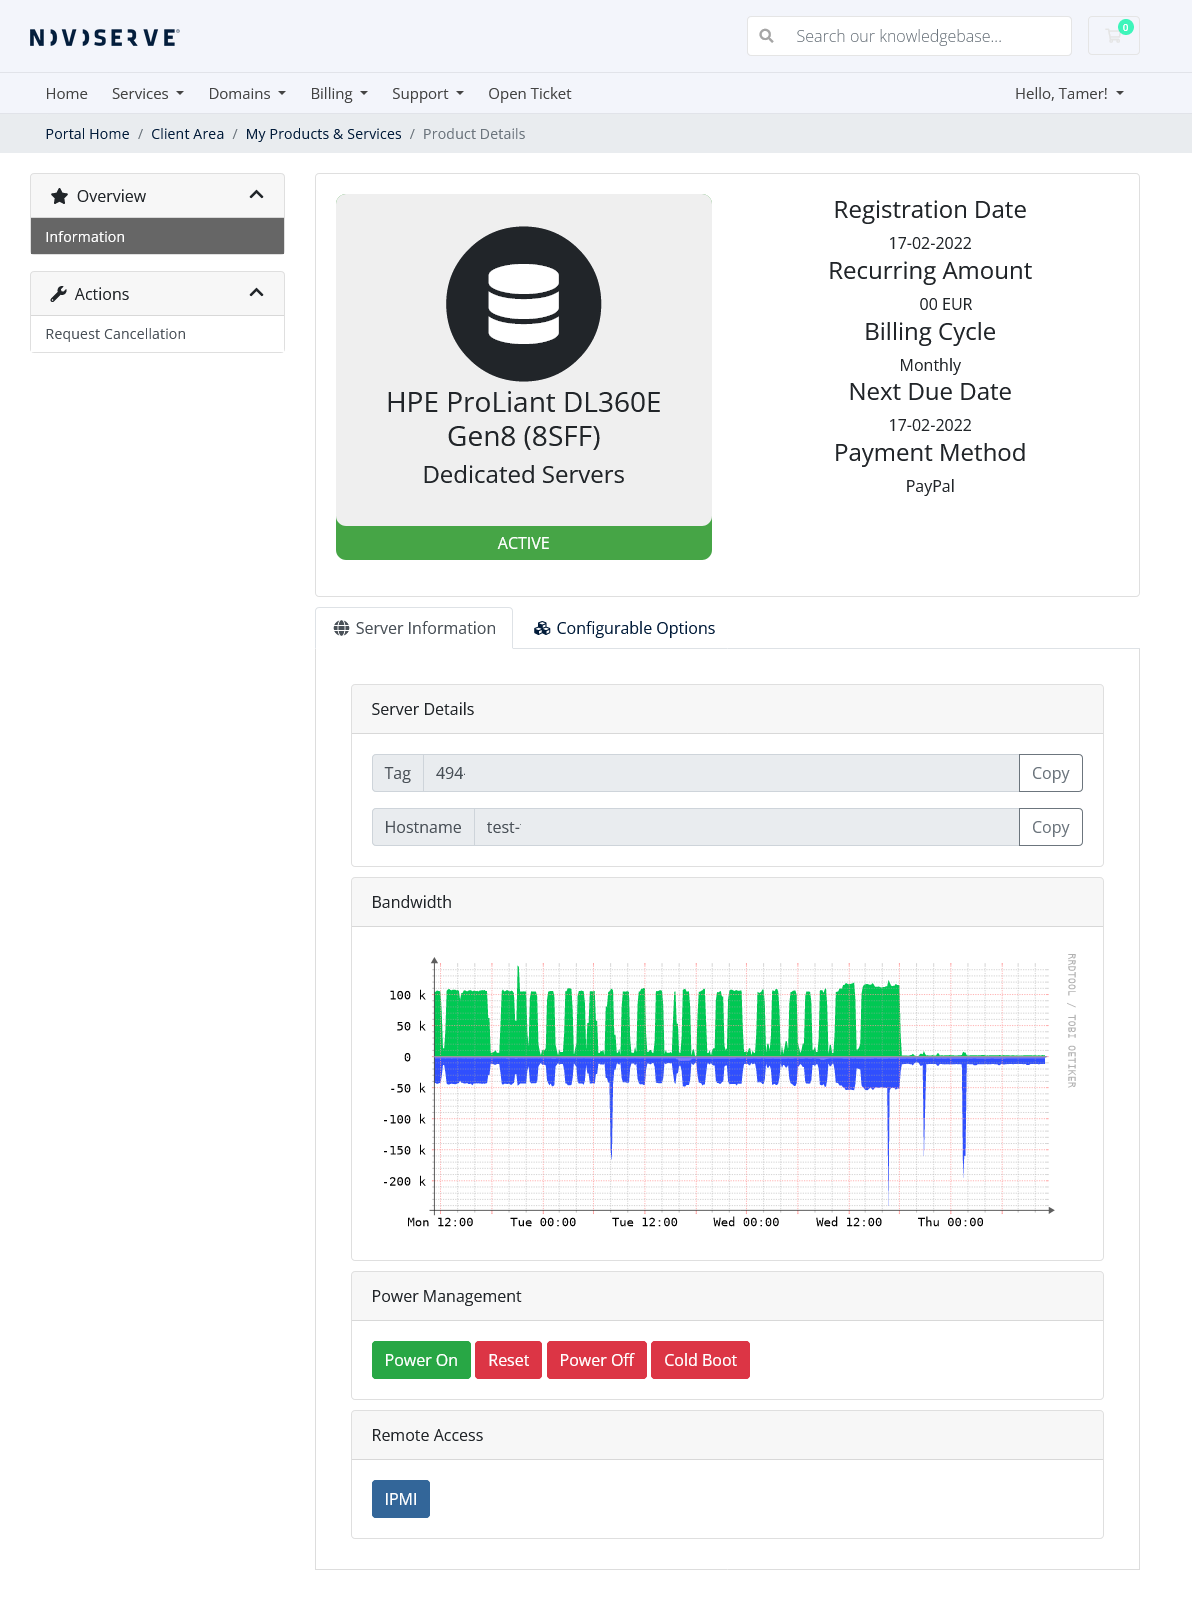 NOVOSERVE
Search our knowledgebase...
0
Home
Services
Domains
Billing
Support
Open Ticket
Hello, Tamer!
Portal Home / Client Area / My Products & Services / Product Details
Overview
Information
Actions
Request Cancellation
HPE ProLiant DL360E
Gen8 (8SFF)
Dedicated Servers
ACTIVE
Registration Date
17-02-2022
Recurring Amount
00 EUR
Billing Cycle
Monthly
Next Due Date
17-02-2022
Payment Method
PayPal
Server Information
Configurable Options
Server Details
Tag 494- Copy
Hostname test- Copy
Bandwidth
RRDTOOL / TOBI OETIKER
100 k
50 k
0
-50 k
-100 k
-150 k
-200 k
Mon 12:00 Tue 00:00 Tue 12:00 Wed 00:00 Wed 12:00 Thu 00:00
Power Management
Power On Reset Power Off Cold Boot
Remote Access
IPMI